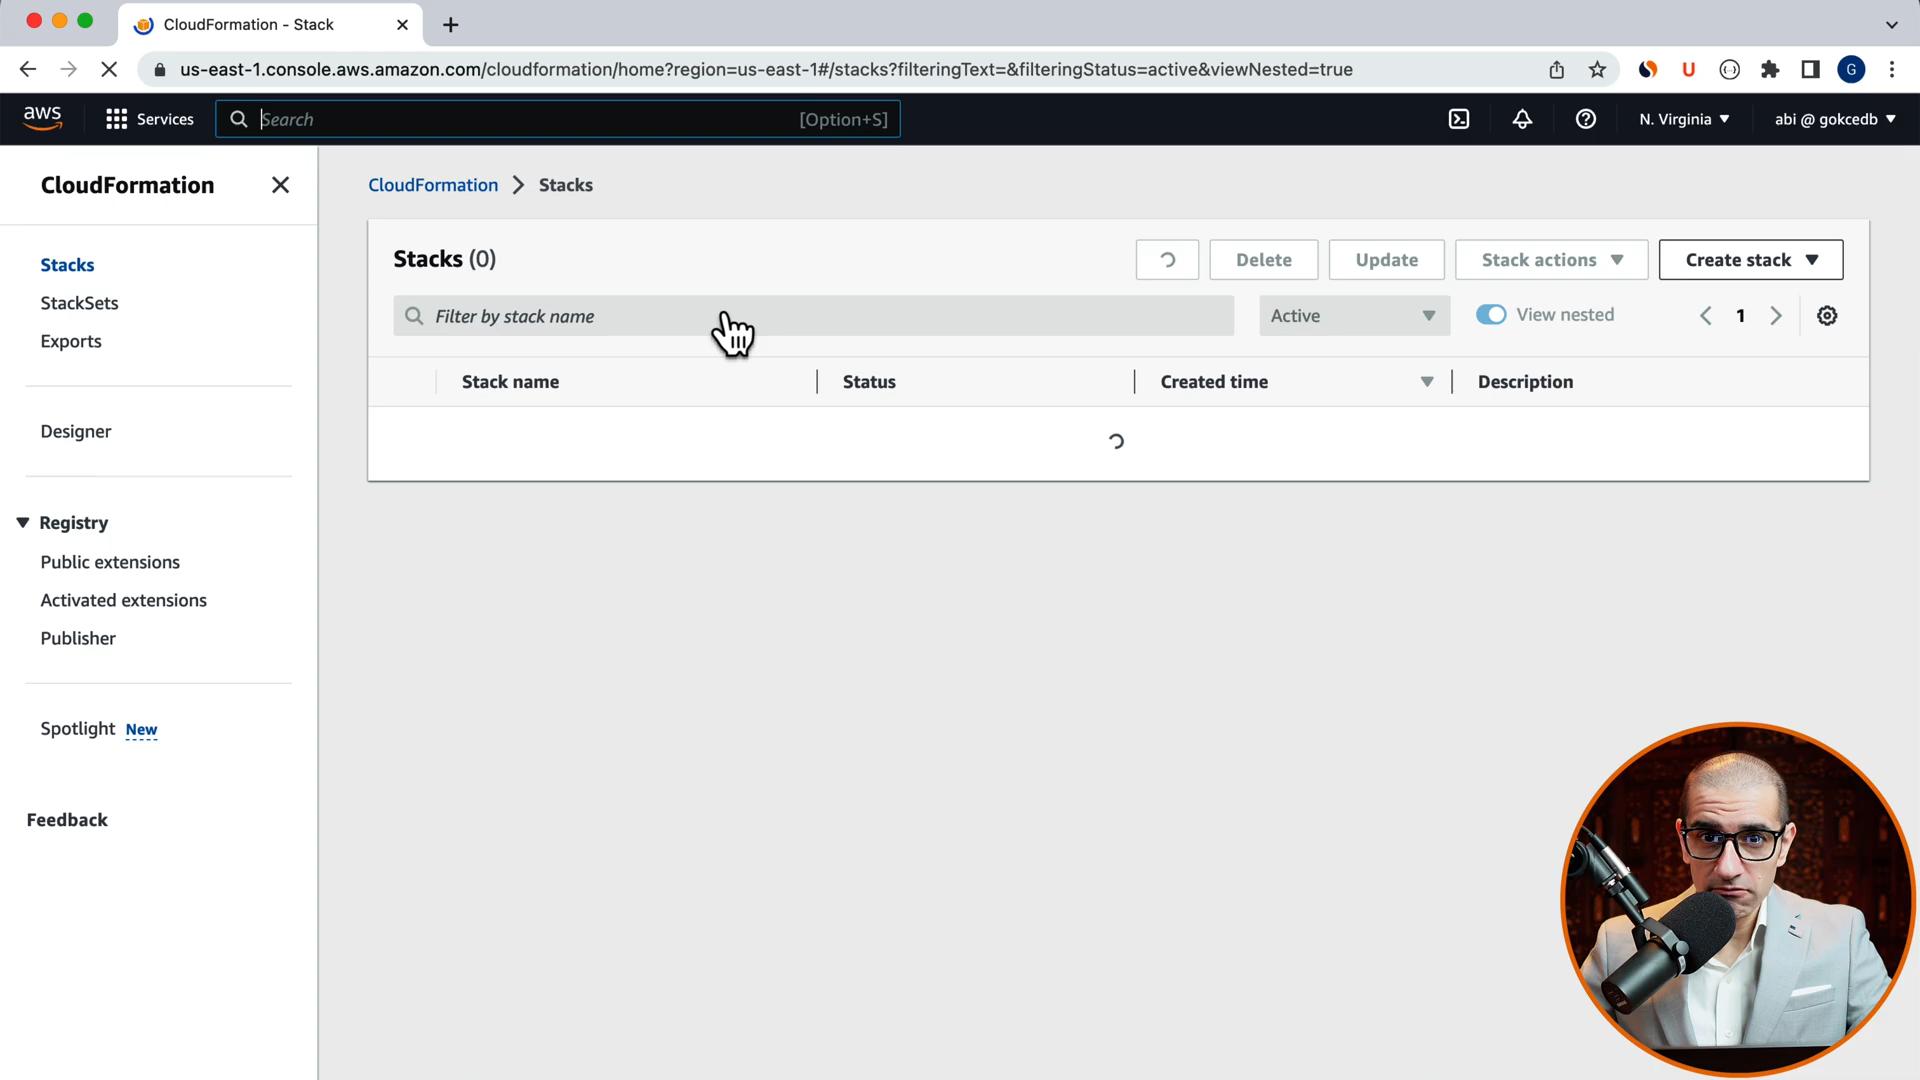 CloudFormation - Stack
us-east-1.console.aws.amazon.com/cloudformation/home?region=us-east-1#/stacks?filteringText=&filteringStatus=active&viewNested=true
U
G
aws
Services
Search
[Option+S]
N. Virginia
abi @ gokcedb
CloudFormation
Stacks
StackSets
Exports
Designer
Registry
Public extensions
Activated extensions
Publisher
Spotlight New
Feedback
CloudFormation > Stacks
Stacks (0)
Delete
Update
Stack actions
Create stack
Filter by stack name
Active
View nested
1
Stack name
Status
Created time
Description